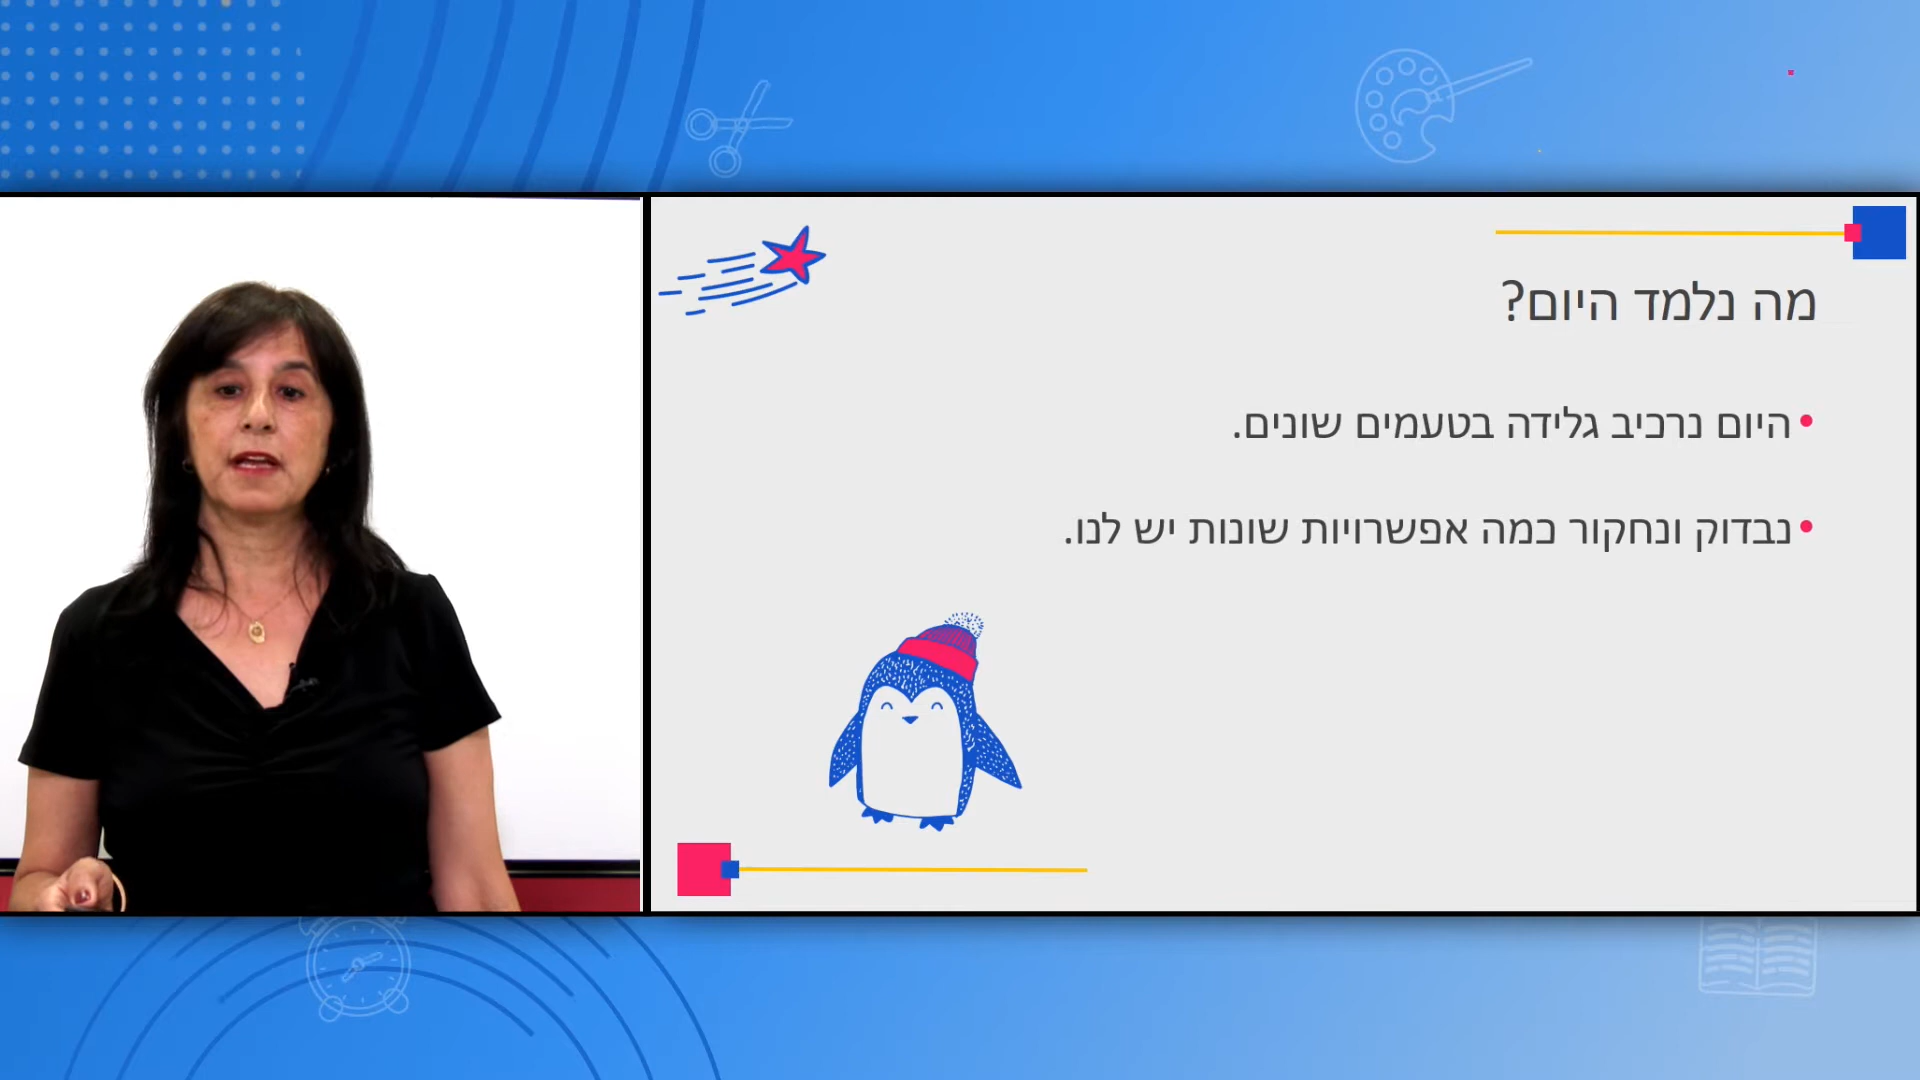 מה נלמד היום?
•היום נרכיב גלידה בטעמים שונים.
•נבדוק ונחקור כמה אפשרויות שונות יש לנו.